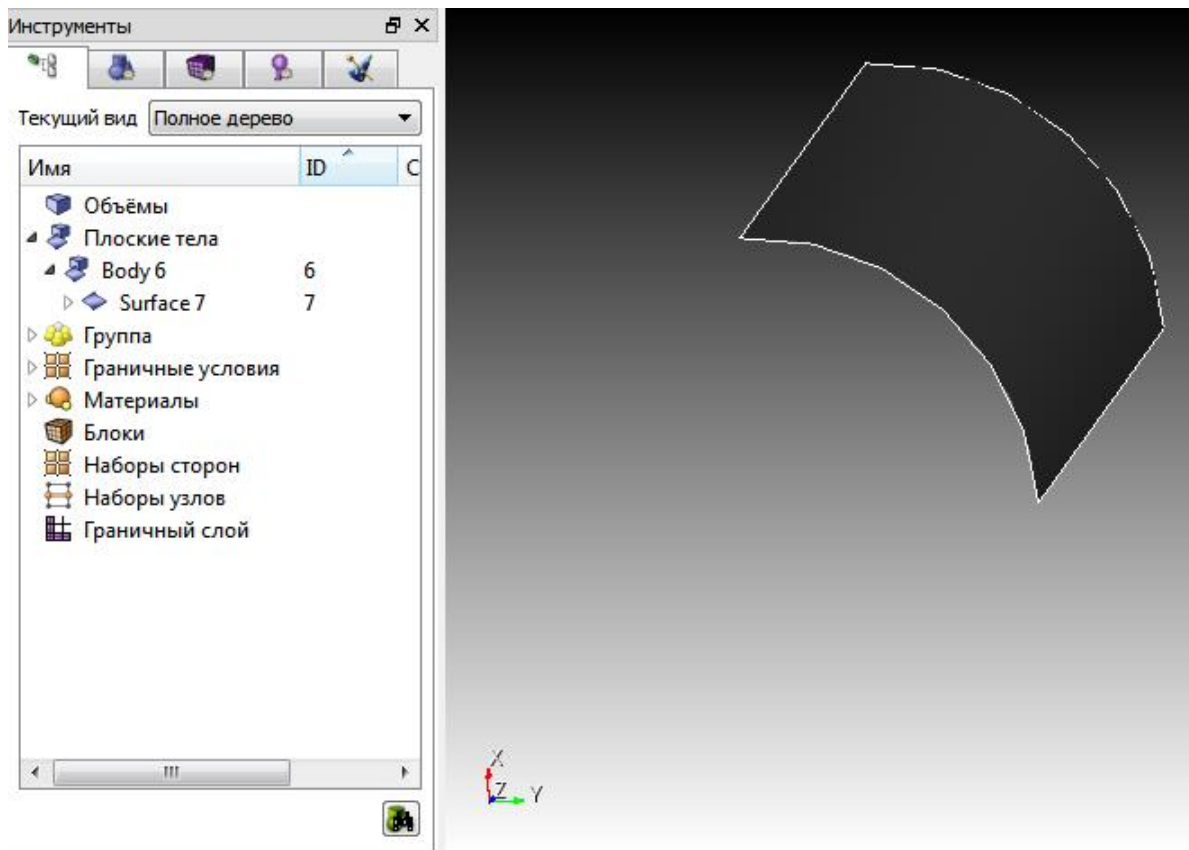 Инструменты
Текущий вид Полное дерево
Имя ID С
Объёмы
Плоские тела
Body 6 6
Surface 7 7
Группа
Граничные условия
Материалы
Блоки
Наборы сторон
Наборы узлов
Граничный слой
X
Z Y